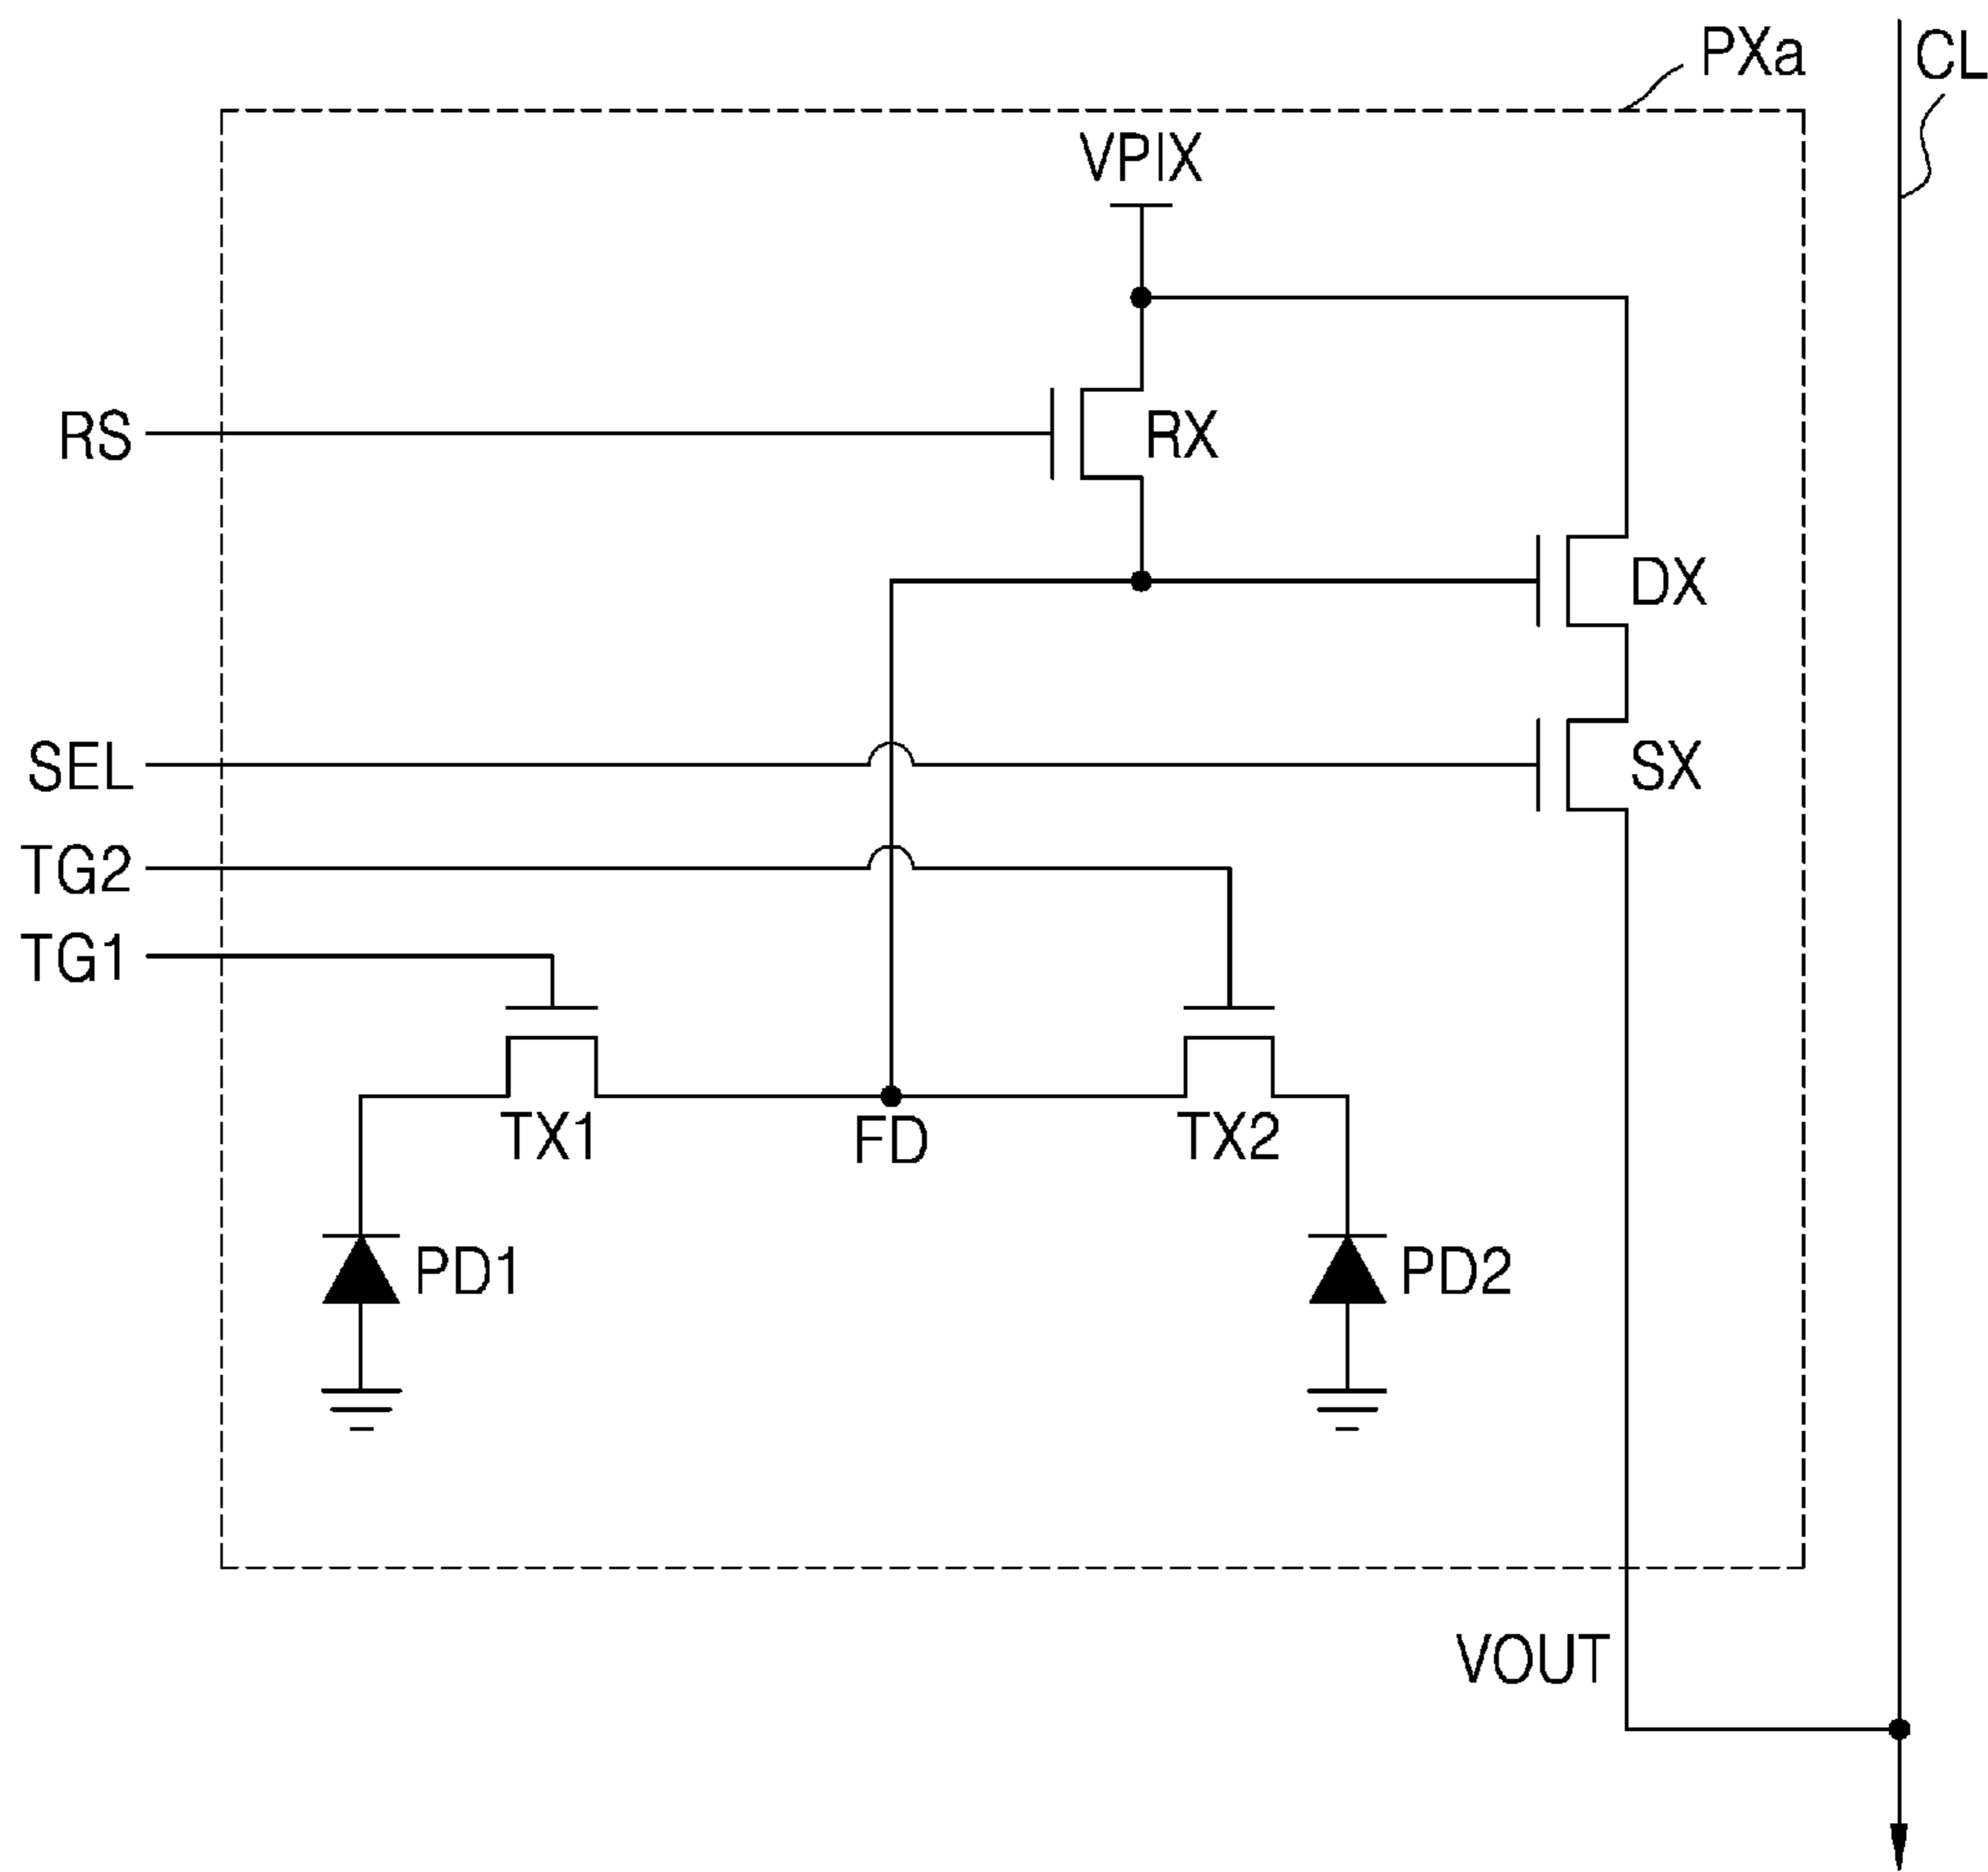 PXa
CL
VPIX
RS
RX
DX
SEL
SX
TG2
TG1
TX1
FD
TX2
PD1
PD2
VOUT